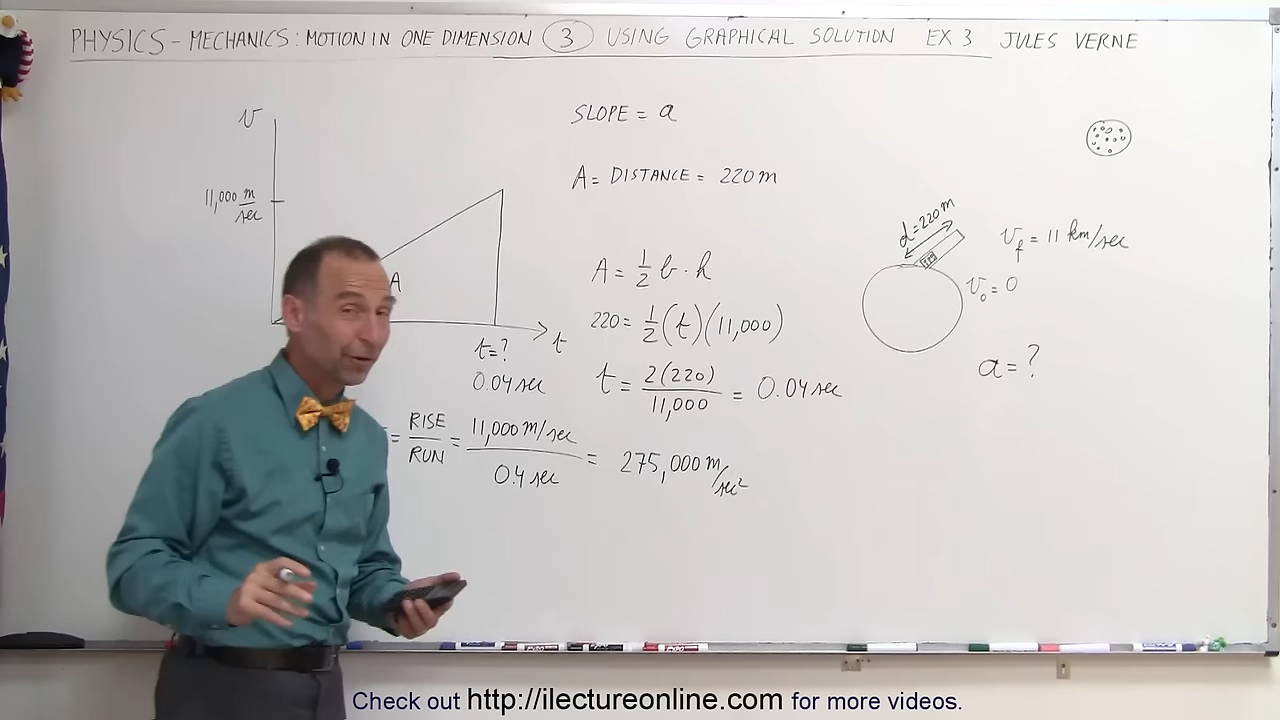 PHYSICS - MECHANICS: MOTION IN ONE DIMENSION 3 USING GRAPHICAL SOLUTION EX 3 JULES VERNE
v
11,000 m/sec
A
t
t=?
0.04 sec
= RISE/RUN = 11,000 m/sec / 0.4 sec = 275,000 m/sec²
SLOPE = a
A = DISTANCE = 220 m
A = 1/2 b · h
220 = 1/2 (t) (11,000)
t = 2(220)/11,000 = 0.04 sec
d = 220 m
v_f = 11 km/sec
v_o = 0
a = ?
Check out http://ilectureonline.com for more videos.